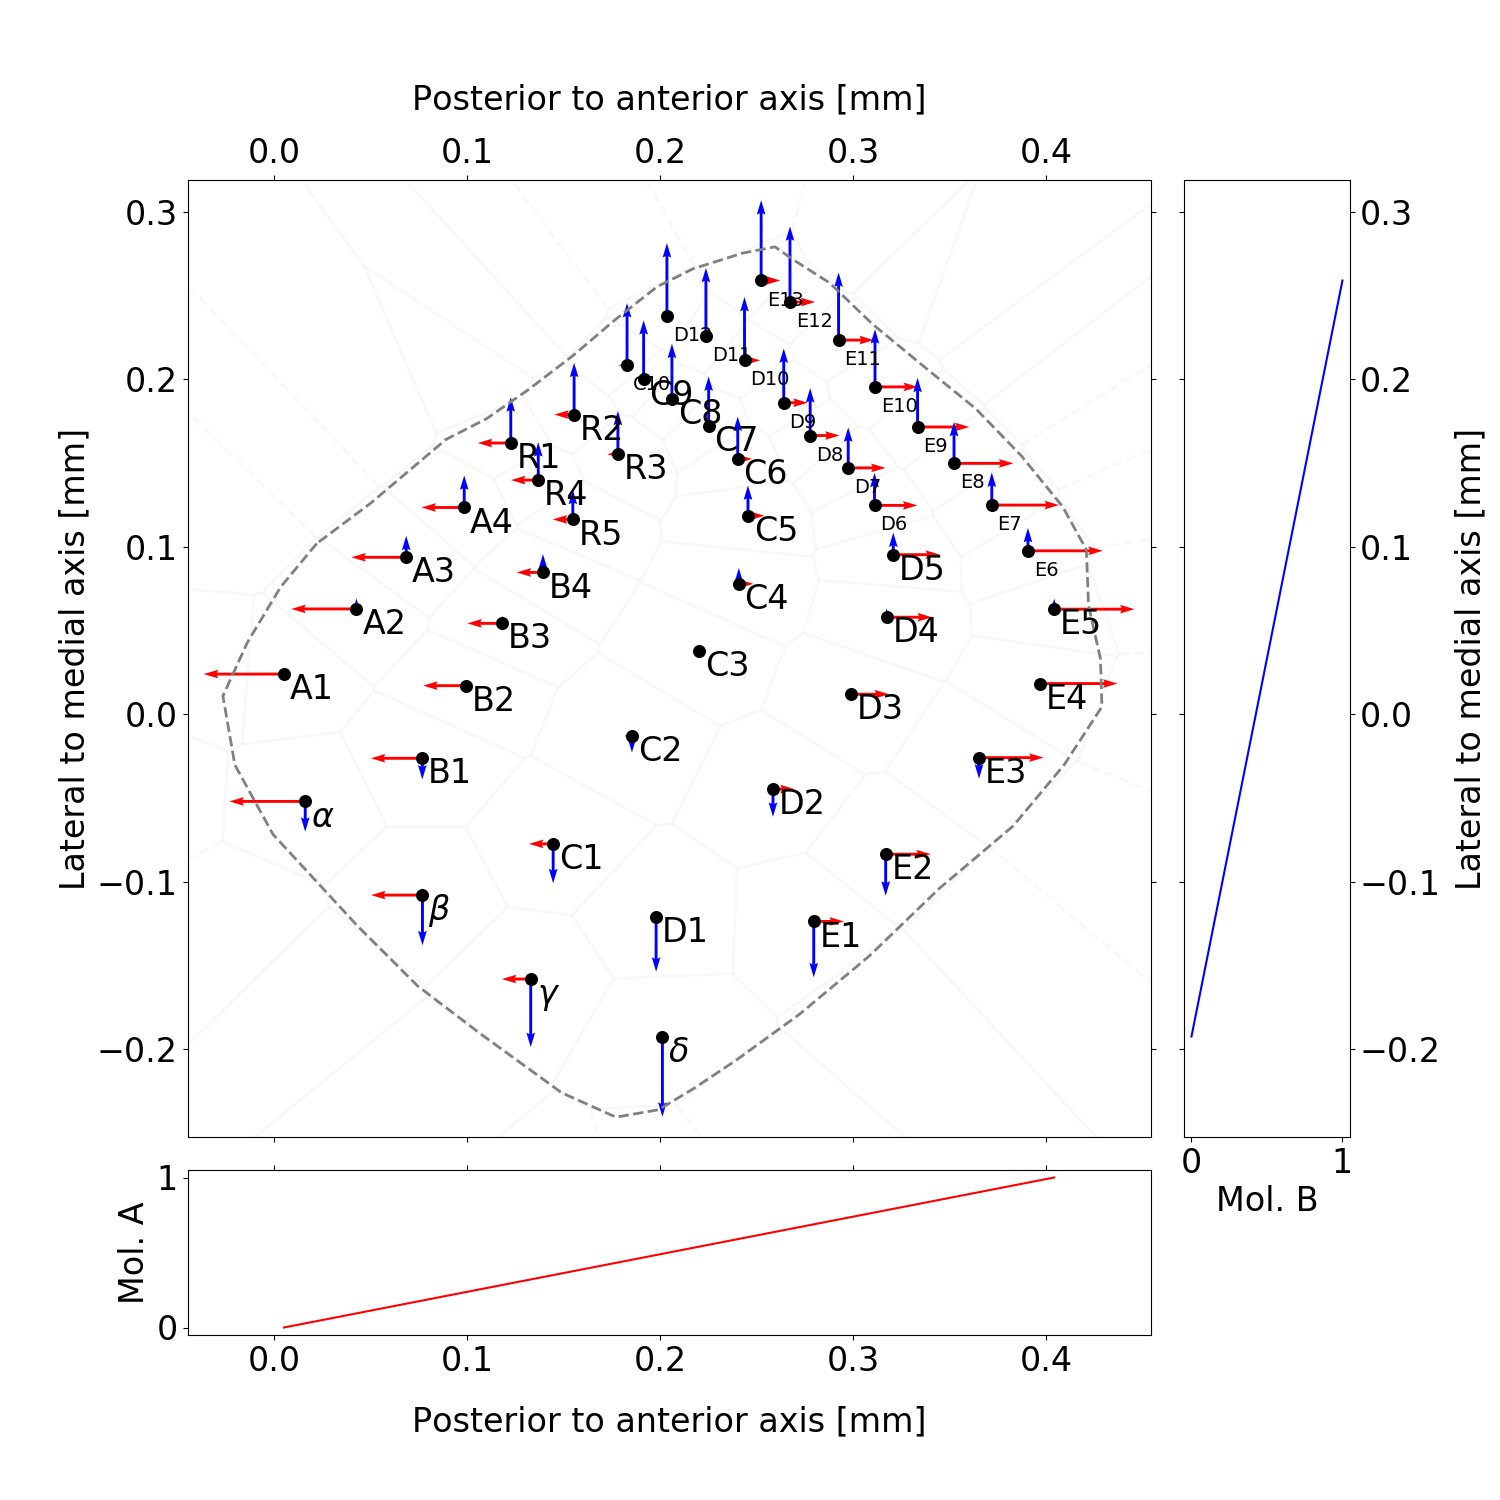 Posterior to anterior axis [mm]
0.0 0.1 0.2 0.3 0.4
0.3 0.3
E13
E12
D12
D11 E11
0.2 0.2
D10
C10 E10
C9
C8 D9
R2 C7 E9
R1 R3 D8
C6 E8
R4 D7
A4 R5 C5 D6 E7
0.1 0.1
A3 D5 E6
B4 C4
A2 B3 D4 E5
C3
A1 B2 D3 E4
0.0 0.0
C2
B1 E3
α D2
C1 E2
−0.1 −0.1
β D1 E1
γ
δ
−0.2 −0.2
Lateral to medial axis [mm]
Lateral to medial axis [mm]
0 1
Mol. B
1
0
Mol. A
0.0 0.1 0.2 0.3 0.4
Posterior to anterior axis [mm]